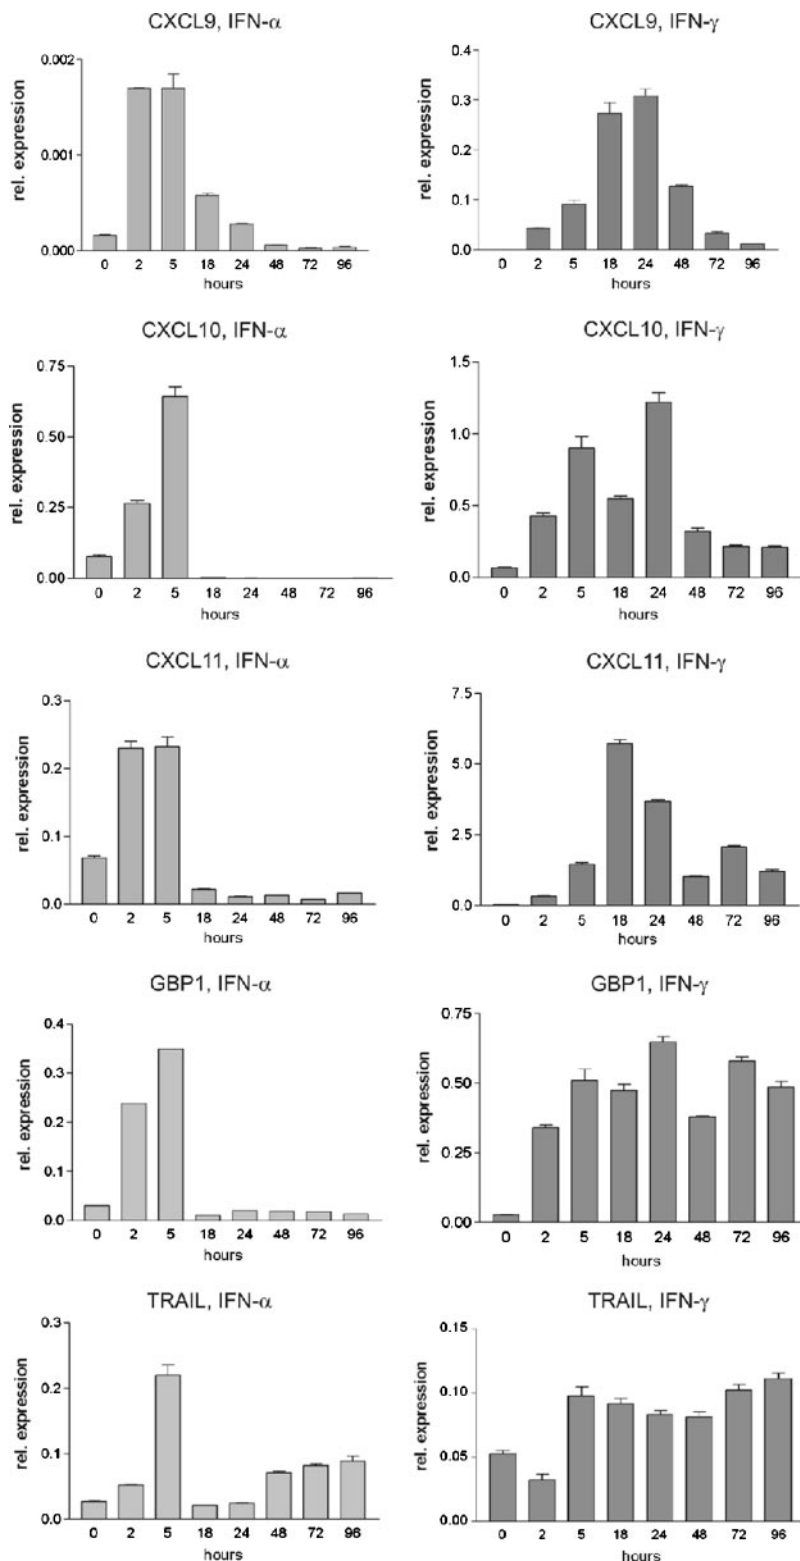 CXCL9, IFN-α
rel. expression
0.002
0.001
0.000
0 2 5 18 24 48 72 96
hours
CXCL9, IFN-γ
rel. expression
0.4
0.3
0.2
0.1
0.0
0 2 5 18 24 48 72 96
hours
CXCL10, IFN-α
rel. expression
0.75
0.50
0.25
0.00
0 2 5 18 24 48 72 96
hours
CXCL10, IFN-γ
rel. expression
1.5
1.0
0.5
0.0
0 2 5 18 24 48 72 96
hours
CXCL11, IFN-α
rel. expression
0.3
0.2
0.1
0.0
0 2 5 18 24 48 72 96
hours
CXCL11, IFN-γ
rel. expression
7.5
5.0
2.5
0.0
0 2 5 18 24 48 72 96
hours
GBP1, IFN-α
rel. expression
0.4
0.3
0.2
0.1
0.0
0 2 5 18 24 48 72 96
hours
GBP1, IFN-γ
rel. expression
0.75
0.50
0.25
0.00
0 2 5 18 24 48 72 96
hours
TRAIL, IFN-α
rel. expression
0.3
0.2
0.1
0.0
0 2 5 18 24 48 72 96
hours
TRAIL, IFN-γ
rel. expression
0.15
0.10
0.05
0.00
0 2 5 18 24 48 72 96
hours